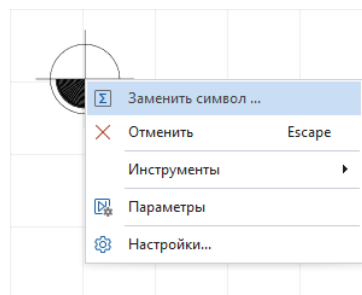 Заменить символ ...
Отменить Escape
Инструменты
Параметры
Настройки...